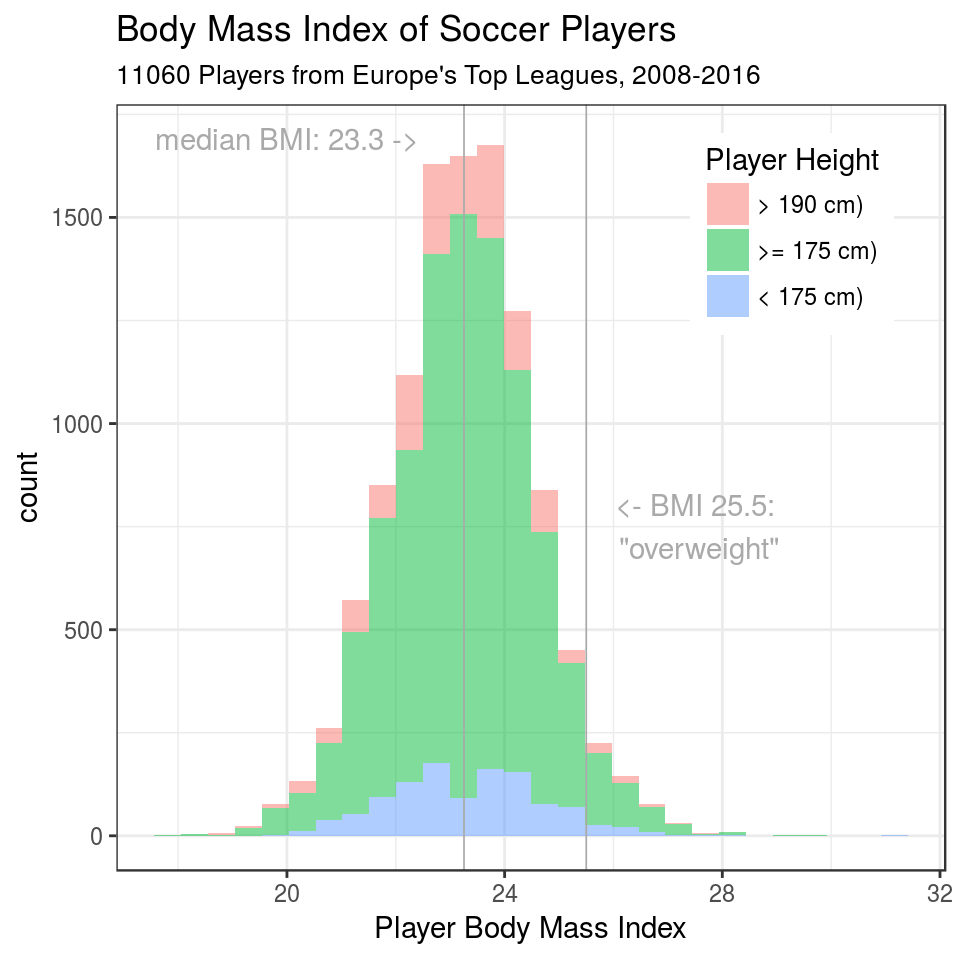 Body Mass Index of Soccer Players
11060 Players from Europe's Top Leagues, 2008-2016
median BMI: 23.3 ->
Player Height
> 190 cm)
>= 175 cm)
< 175 cm)
<- BMI 25.5:
"overweight"
count
1500
1000
500
0
20 24 28 32
Player Body Mass Index